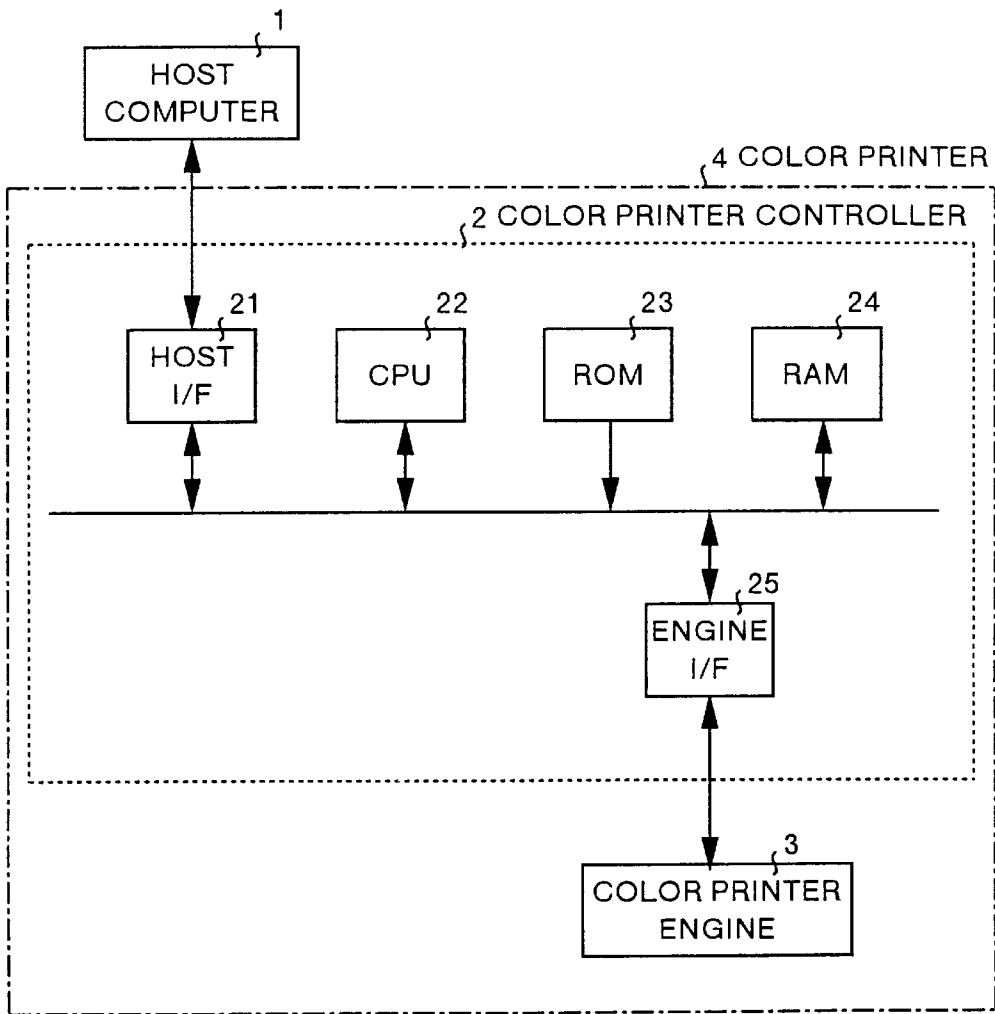 1
HOST
COMPUTER
4 COLOR PRINTER
2 COLOR PRINTER CONTROLLER
21
HOST
I/F
22
CPU
23
ROM
24
RAM
25
ENGINE
I/F
3
COLOR PRINTER
ENGINE